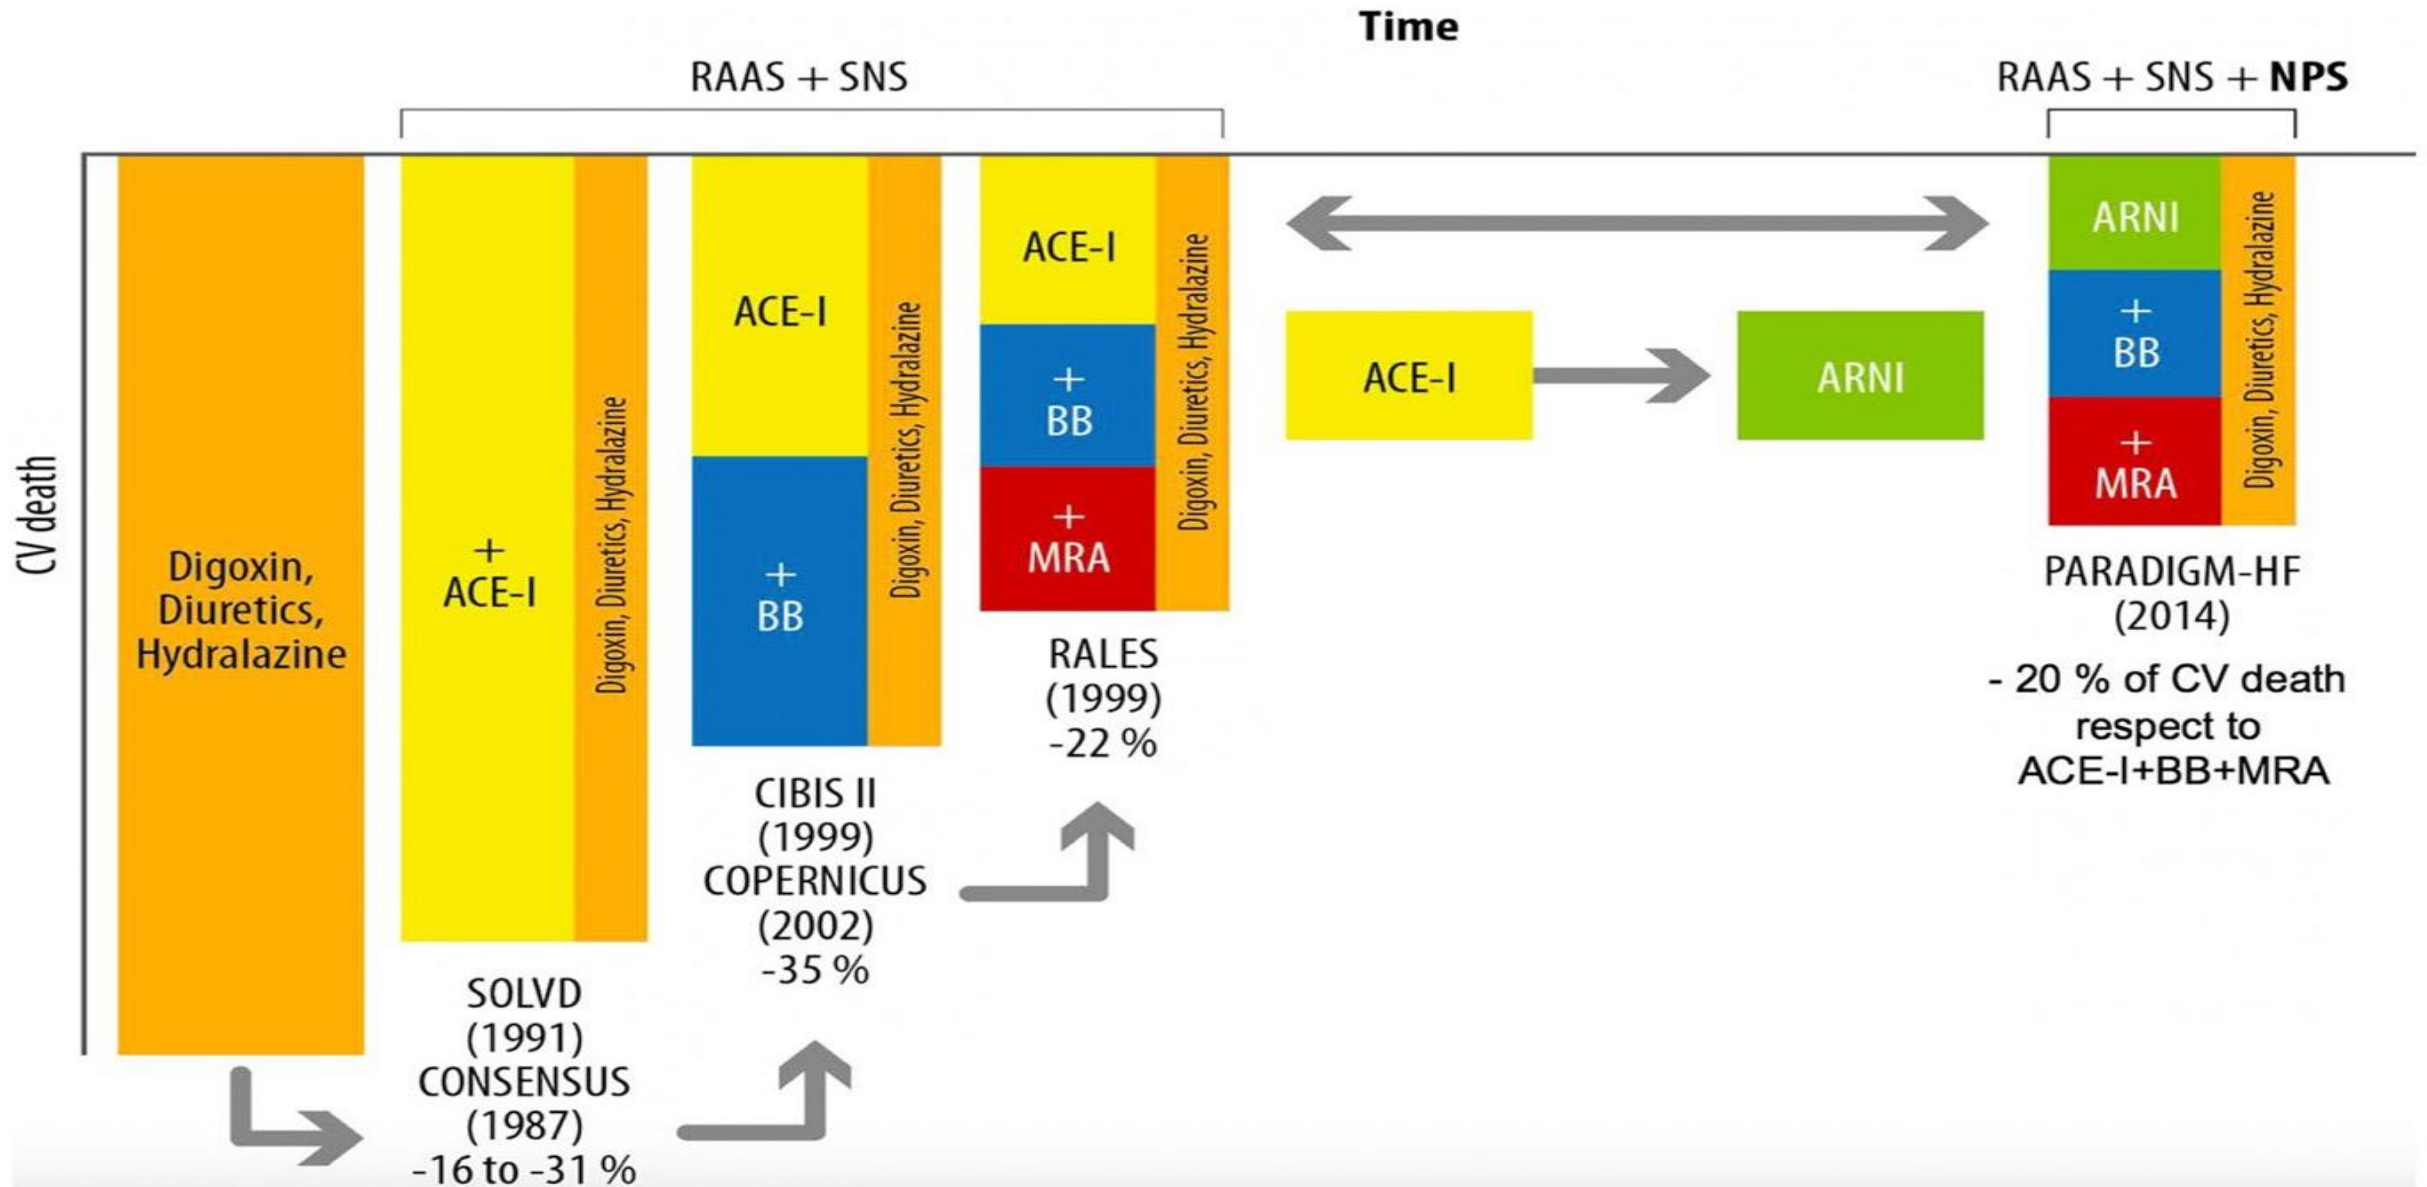 Time
RAAS + SNS
RAAS + SNS + NPS
CV death
Digoxin,
Diuretics,
Hydralazine
+
ACE-I
Digoxin, Diuretics, Hydralazine
SOLVD
(1991)
CONSENSUS
(1987)
-16 to -31 %
ACE-I
+
BB
Digoxin, Diuretics, Hydralazine
CIBIS II
(1999)
COPERNICUS
(2002)
-35 %
ACE-I
+
BB
+
MRA
Digoxin, Diuretics, Hydralazine
RALES
(1999)
-22 %
ACE-I
ARNI
ARNI
+
BB
+
MRA
Digoxin, Diuretics, Hydralazine
PARADIGM-HF
(2014)
- 20 % of CV death
respect to
ACE-I+BB+MRA